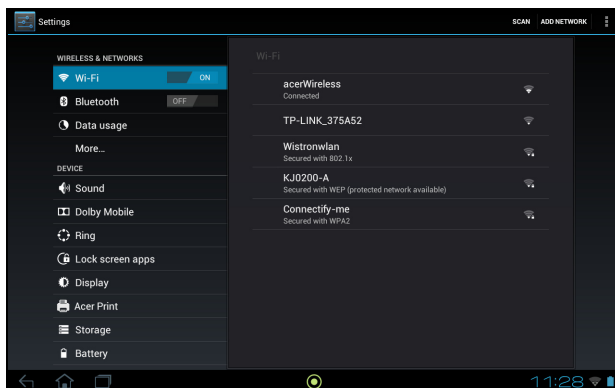 Settings
SCAN ADD NETWORK
WIRELESS & NETWORKS
Wi-Fi ON
Bluetooth OFF
Data usage
More...
DEVICE
Sound
Dolby Mobile
Ring
Lock screen apps
Display
Acer Print
Storage
Battery
Wi-Fi
acerWireless
Connected
TP-LINK_375A52
Wistronwlan
Secured with 802.1x
KJ0200-A
Secured with WEP (protected network available)
Connectify-me
Secured with WPA2
11:28